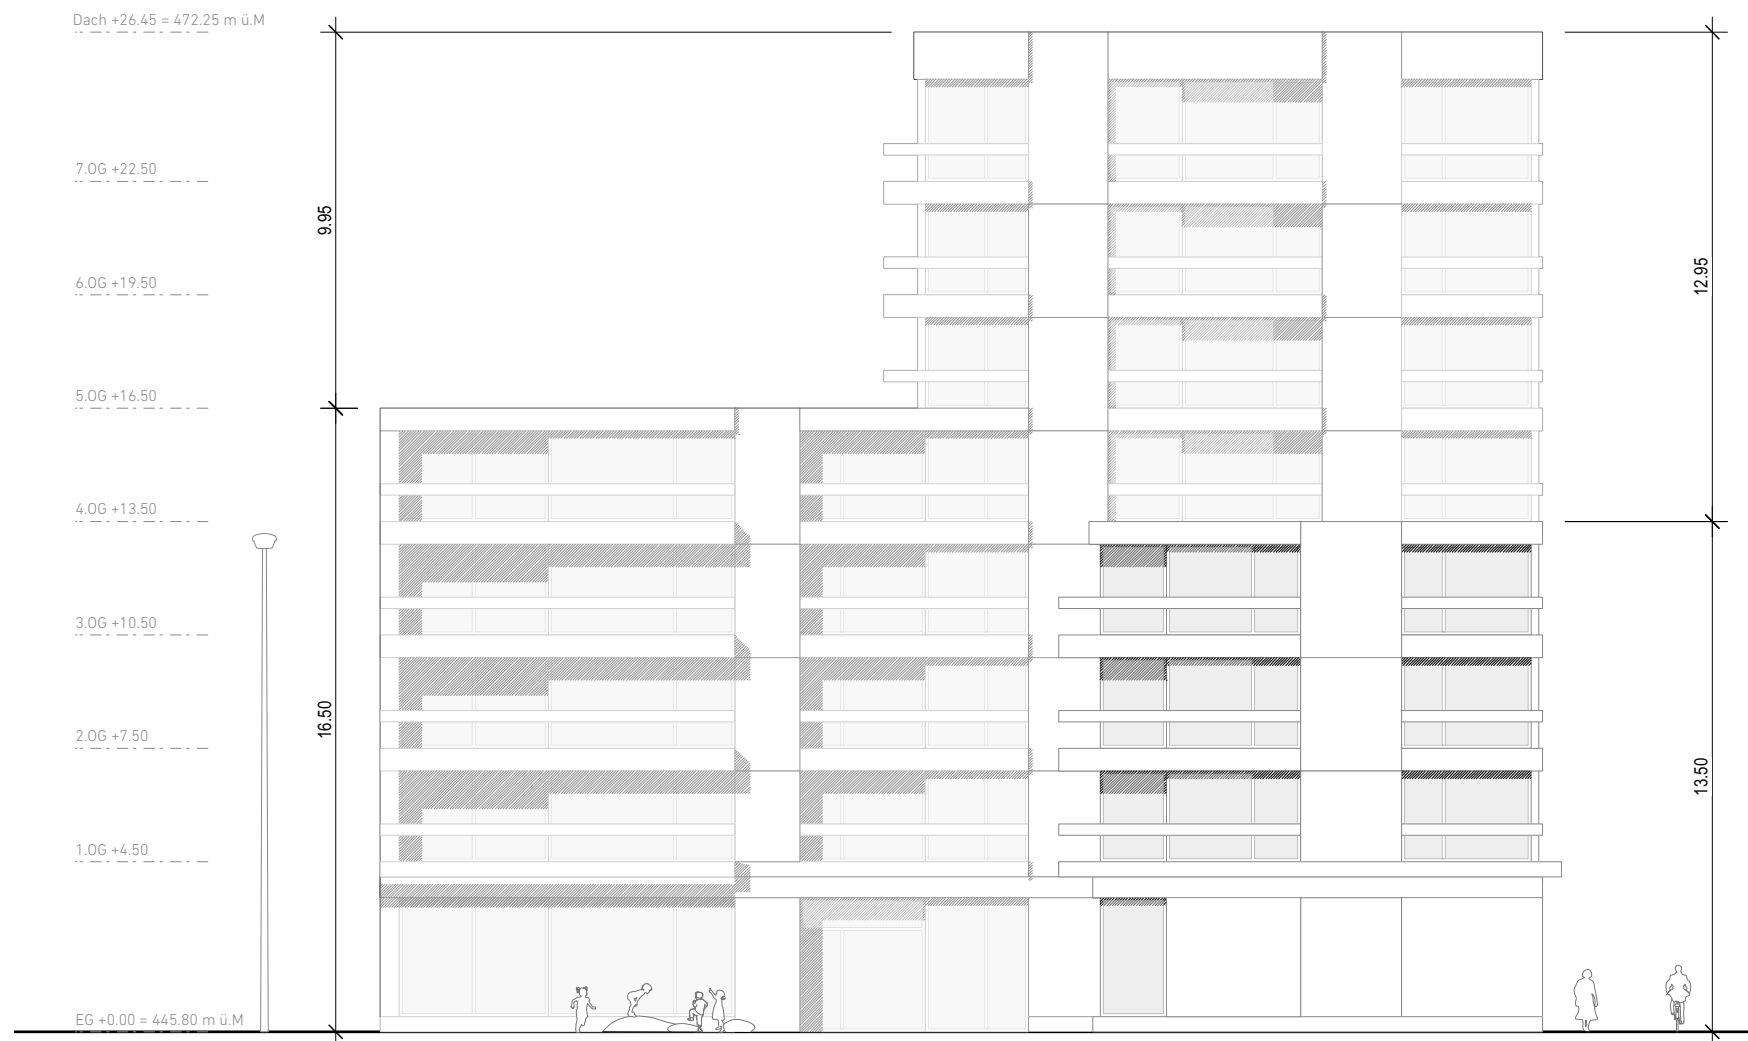 Dach +26.45 = 472.25 m ü.M
7.OG +22.50
9.95
6.OG +19.50
12.95
5.OG +16.50
4.OG +13.50
3.OG +10.50
16.50
2.OG +7.50
13.50
1.OG +4.50
EG +0.00 = 445.80 m ü.M